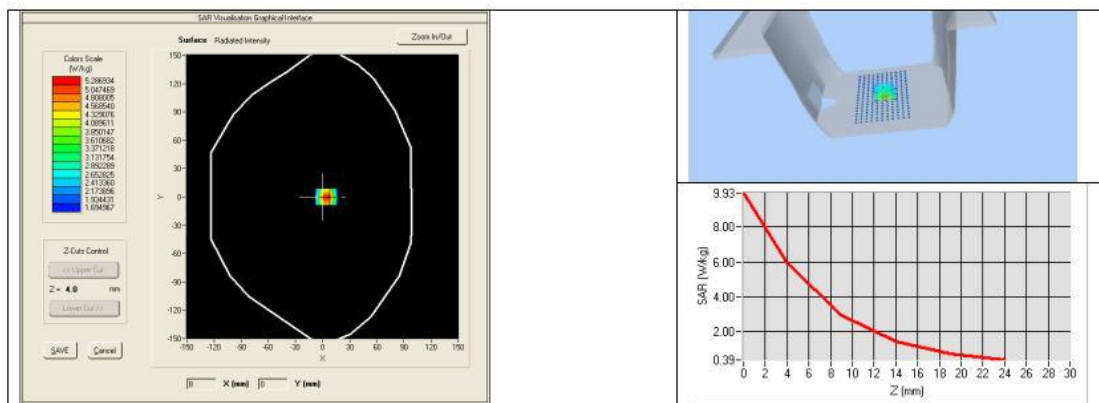 SAR Visualisation Graphical Interface
Surface Radiated Intensity
Zoom In/Out
Colors Scale
(W/kg)
5.286934
5.047469
4.808005
4.568540
4.329076
4.089611
3.850147
3.610682
3.371218
3.131754
2.892289
2.652825
2.413360
2.173896
1.934431
1.694967
Z-Cuts Control
<< Upper Cut
Z = 4.0 mm
Lower Cut >>
SAVE Cancel
150-
120-
90-
60-
30-
0-
-30-
-60-
-90-
-120-
-150-
Y
-150 -120 -90 -60 -30 0 30 60 90 120 150
X
0 X (mm) 0 Y (mm)
9.93
8.00
6.00
4.00
2.00
0.39
SAR (W/kg)
0 2 4 6 8 10 12 14 16 18 20 22 24 26 28 30
Z (mm)